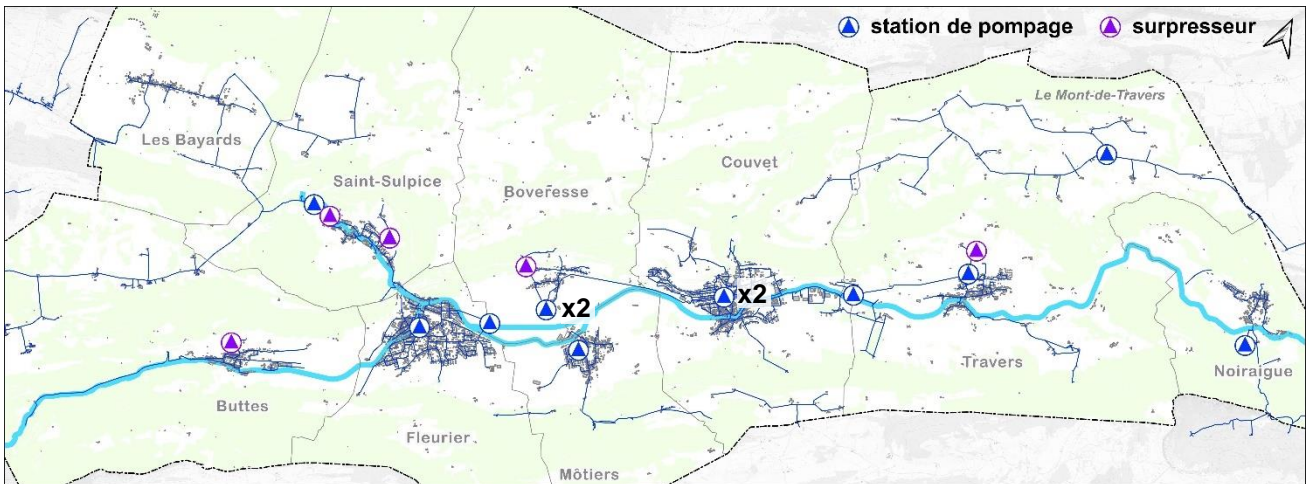 station de pompage
surpresseur
Le Mont-de-Travers
Les Bayards
Couvet
Saint-Sulpice
Boveresse
x2
x2
Travers
Noiraigue
Buttes
Fleurier
Môtiers